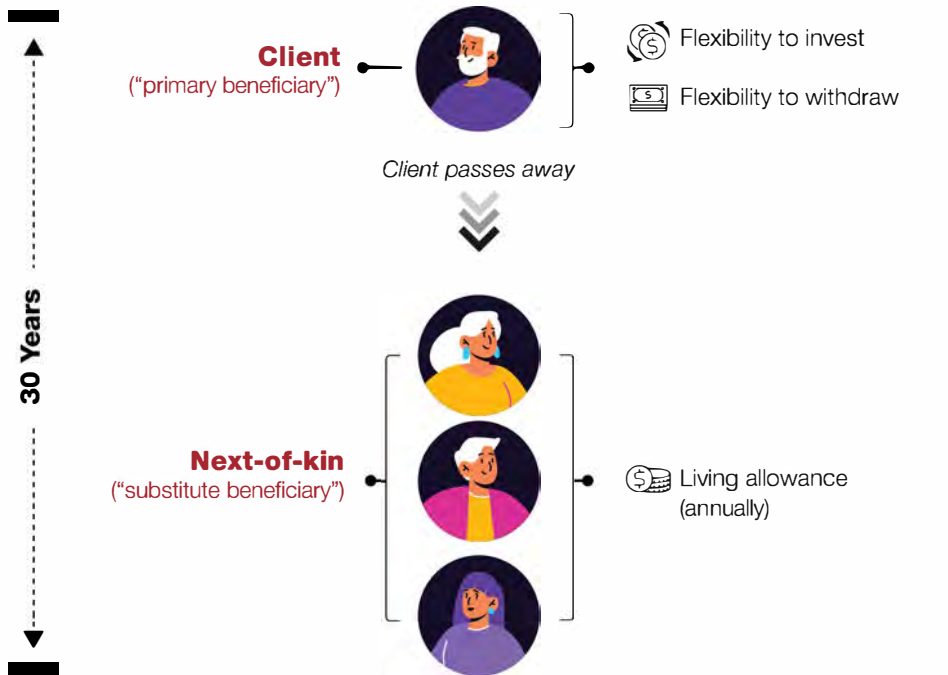 Client
(“primary beneficiary”)
Flexibility to invest
Flexibility to withdraw
Client passes away
30 Years
Next-of-kin
(“substitute beneficiary”)
Living allowance
(annually)